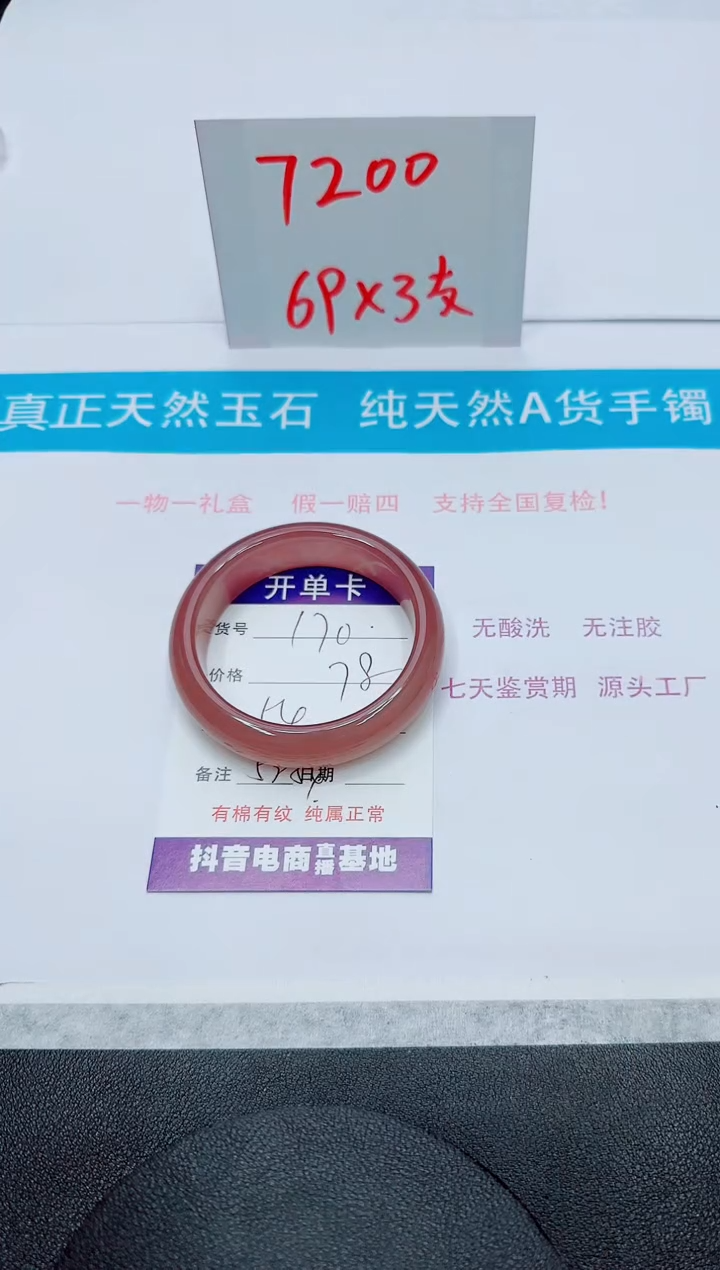 7200
6P×3支
真正天然玉石 纯天然A货手镯
一物一礼盒 假一赔四 支持全国复检!
开单卡
货号 170.
无酸洗 无注胶
价格 78
七天鉴赏期 源头工厂
备注 日期
有棉有纹 纯属正常
抖音电商直播基地